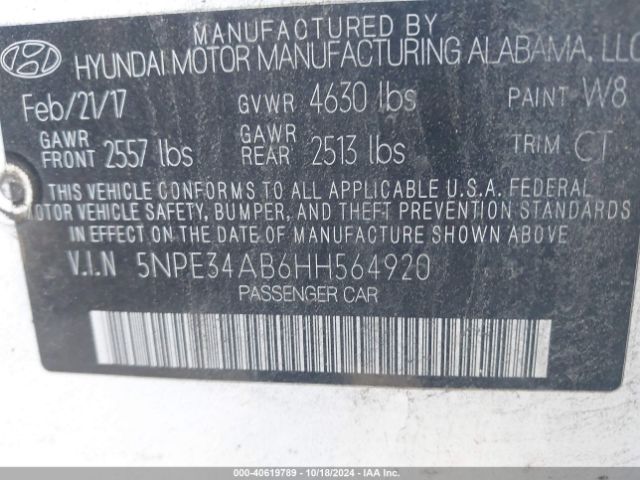 MANUFACTURED BY
HYUNDAI MOTOR MANUFACTURING ALABAMA, LLC
Feb/21/17 GVWR 4630 lbs PAINT W8
GAWR FRONT 2557 lbs GAWR REAR 2513 lbs TRIM CT
THIS VEHICLE CONFORMS TO ALL APPLICABLE U.S.A. FEDERAL
MOTOR VEHICLE SAFETY, BUMPER, AND THEFT PREVENTION STANDARDS
IN EFFECT ON THE DATE OF MANUFACTURE SHOWN ABOVE.
V.I.N 5NPE34AB6HH564920
PASSENGER CAR
000-40619789 - 10/18/2024 - IAA Inc.